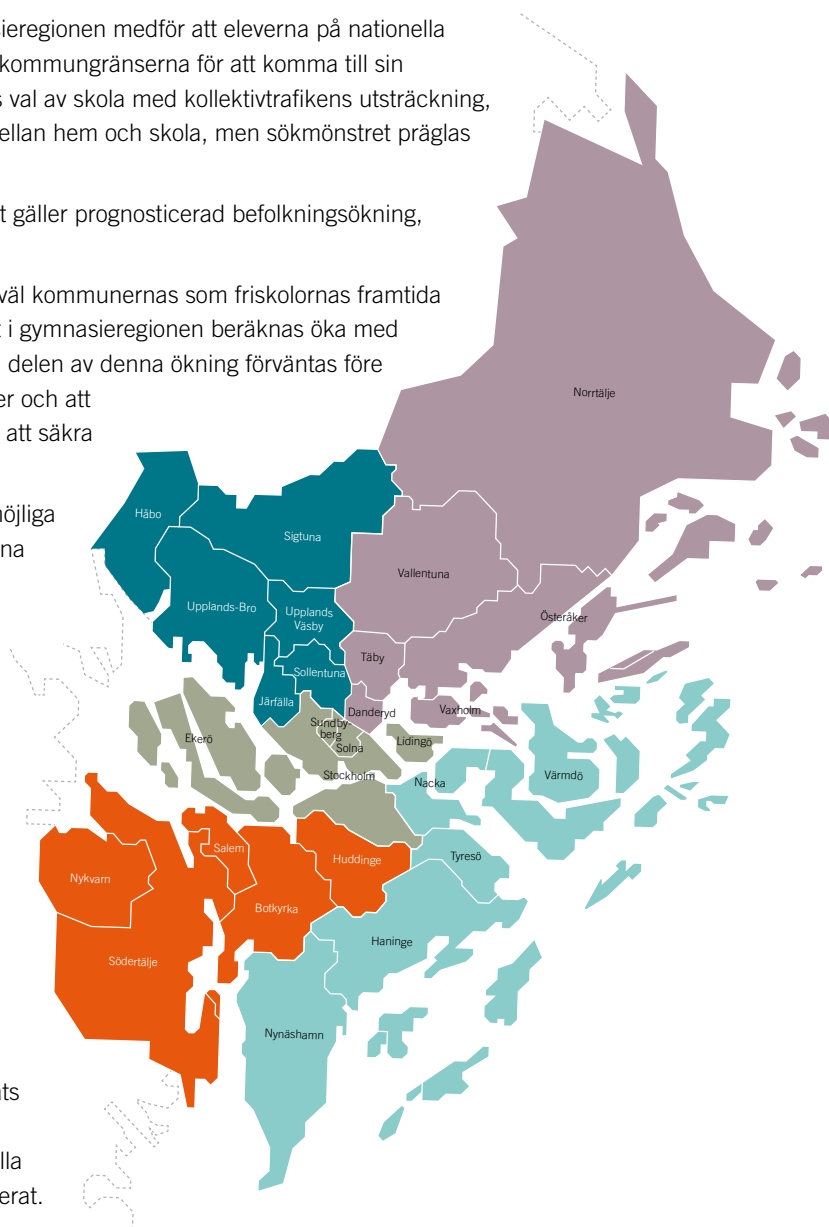 sieregionen medför att eleverna på nationella
kommungränserna för att komma till sin
s val av skola med kollektivtrafikens utsträckning,
ellan hem och skola, men sökmönstret präglas
t gäller prognosticerad befolkningsökning,
väl kommunernas som friskolornas framtida
t i gymnasieregionen beräknas öka med
delen av denna ökning förväntas före
er och att
att säkra
Norrtälje
Håbo
Sigtuna
möjliga
na
Vallentuna
Upplands-Bro
Upplands
Väsby
Österåker
Täby
Sollentuna
Järfälla
Danderyd
Vaxholm
Sundby-
berg
Ekerö
Solna
Lidingö
Stockholm
Nacka
Värmdö
Salem
Huddinge
Tyresö
Nykvarn
Botkyrka
Haninge
Södertälje
Nynäshamn
ats
lla
erat.